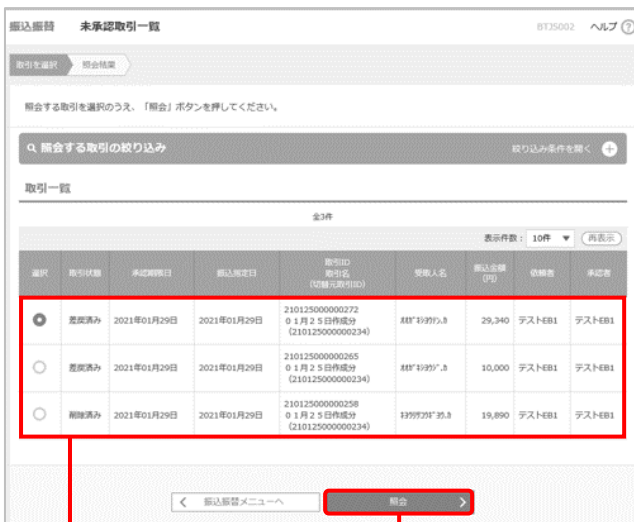 振込振替 未承認取引一覧 BTJS002 ヘルプ ?
取引を選択 照会結果
照会する取引を選択のうえ、「照会」ボタンを押してください。
照会する取引の絞り込み 絞り込み条件を開く +
取引一覧
全3件
表示件数： 10件 ▼ 再表示
選択 取引状態 承認期限日 振込指定日 取引ID 取引名 (切替元取引ID) 受取人名 振込金額 (円) 依頼者 承認者
差戻済み 2021年01月29日 2021年01月29日 210125000000272 29,340 テストEB1 テストEB1
０１月２５日作成分
(210125000000234)
差戻済み 2021年01月29日 2021年01月29日 210125000000265 10,000 テストEB1 テストEB1
０１月２５日作成分
(210125000000234)
削除済み 2021年01月29日 2021年01月29日 210125000000258 19,890 テストEB1 テストEB1
０１月２５日作成分
(210125000000234)
振込振替メニューへ 照会